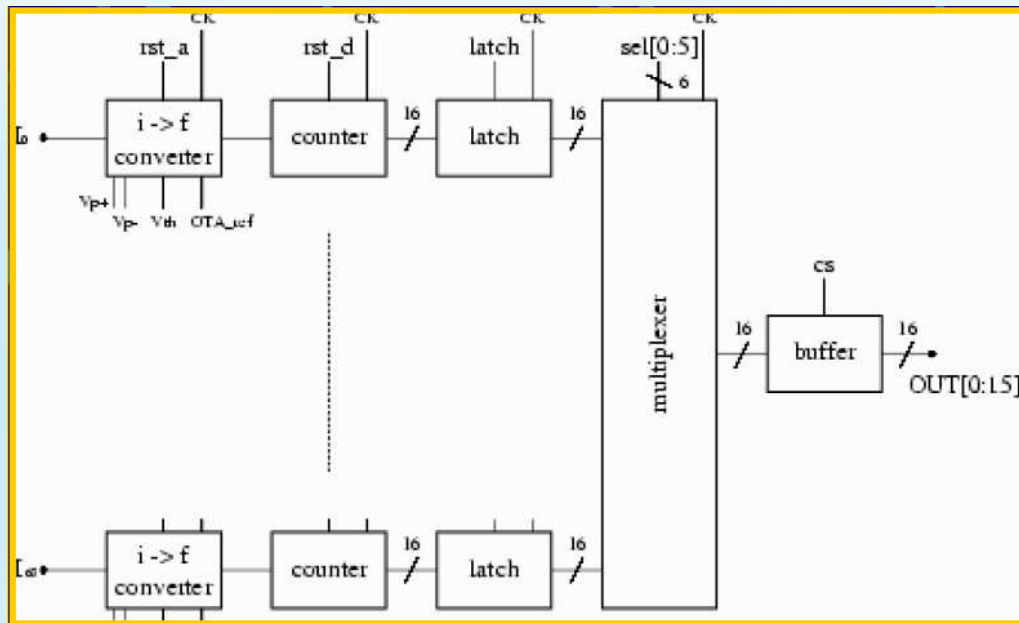 CK CK CK CK
rst_a rst_d latch sel[0:5]
6
i -> f
converter
counter
16
latch
16
Vp+
Vp-
Vth
OTA_ref
multiplexer
cs
16
buffer
16
OUT[0:15]
i -> f
converter
counter
16
latch
16